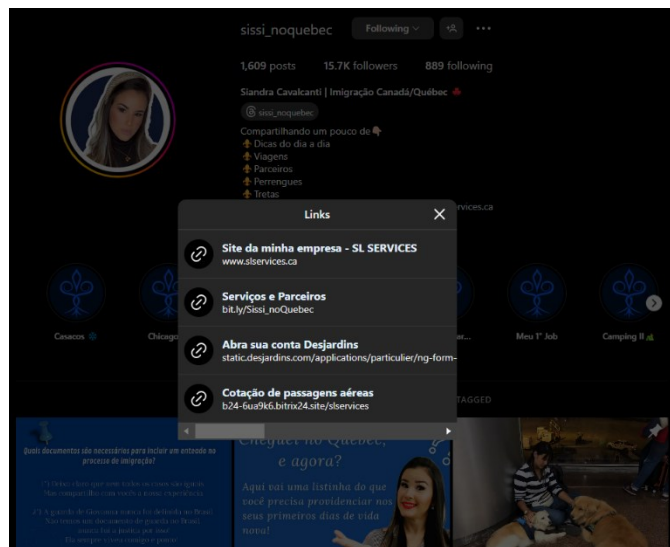 sissi_noquebec
Following
1,609 posts 15.7K followers 889 following
Siandra Cavalcanti | Imigração Canadá/Québec
sissi_noquebec
Compartilhando um pouco de
Dicas do dia a dia
Viagens
Parceiros
Perrengues
Tretas
rvices.ca
Links
Site da minha empresa - SL SERVICES
www.slservices.ca
Serviços e Parceiros
bit.ly/Sissi_noQuebec
Abra sua conta Desjardins
static.desjardins.com/applications/particulier/ng-form-
Cotação de passagens aéreas
b24-6ua9k6.bitrix24.site/slservices
Casacos
Chicago
ar...
Meu 1° Job
Camping II
TAGGED
Quais documentos são necessários para incluir um enteado no
processo de imigração?
Cheguei no Québec,
e agora?
Aqui vai uma listinha do que
você precisa providenciar nos
seus primeiros dias de vida
nova!